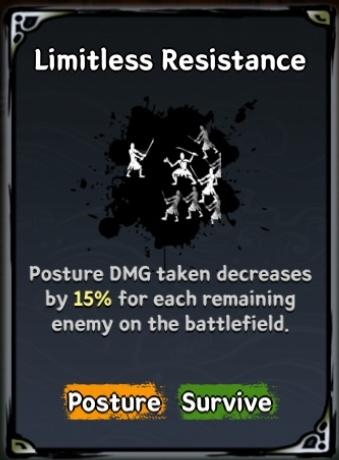 Limitless Resistance
Posture DMG taken decreases
by 15% for each remaining
enemy on the battlefield.
Posture Survive